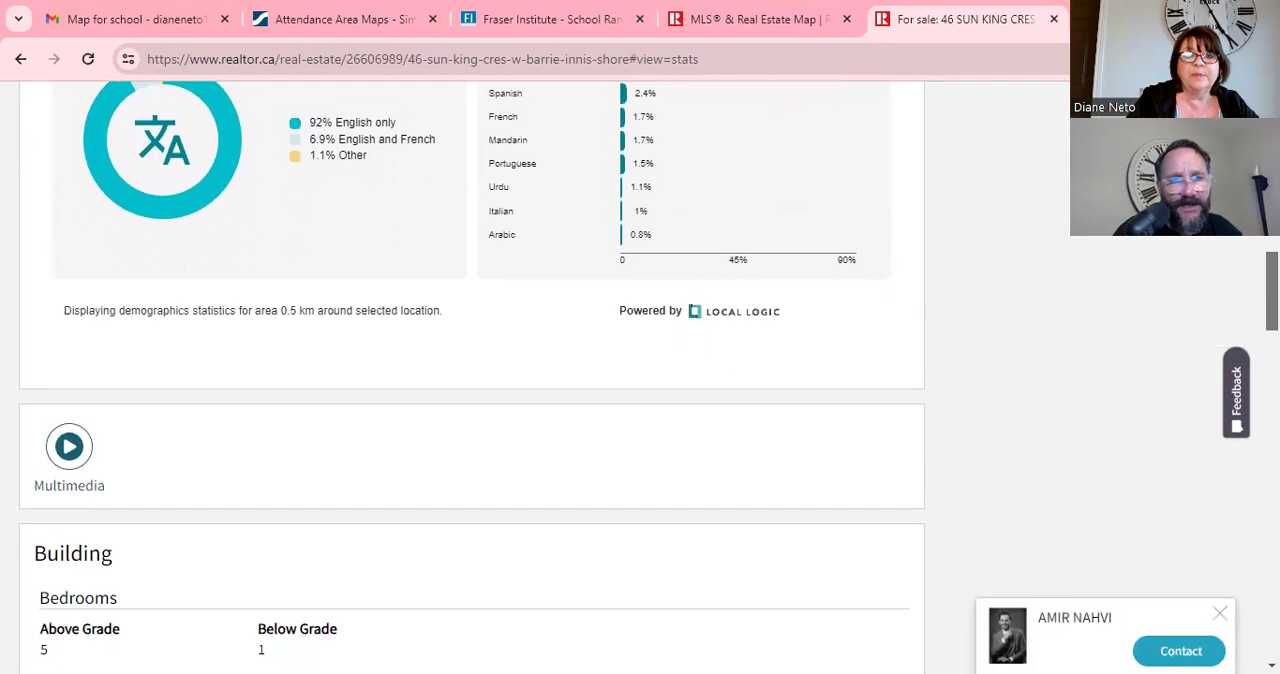 Map for school - dianeneto1
Attendance Area Maps - Sim
FI Fraser Institute - School Ran
MLS® & Real Estate Map | R
For sale: 46 SUN KING CRES
https://www.realtor.ca/real-estate/26606989/46-sun-king-cres-w-barrie-innis-shore#view=stats
Diane Neto
92% English only
6.9% English and French
1.1% Other
Spanish 2.4%
French 1.7%
Mandarin 1.7%
Portuguese 1.5%
Urdu 1.1%
Italian 1%
Arabic 0.8%
0 45% 90%
Displaying demographics statistics for area 0.5 km around selected location.
Powered by LOCAL LOGIC
Feedback
Multimedia
Building
Bedrooms
Above Grade Below Grade
5 1
AMIR NAHVI
Contact